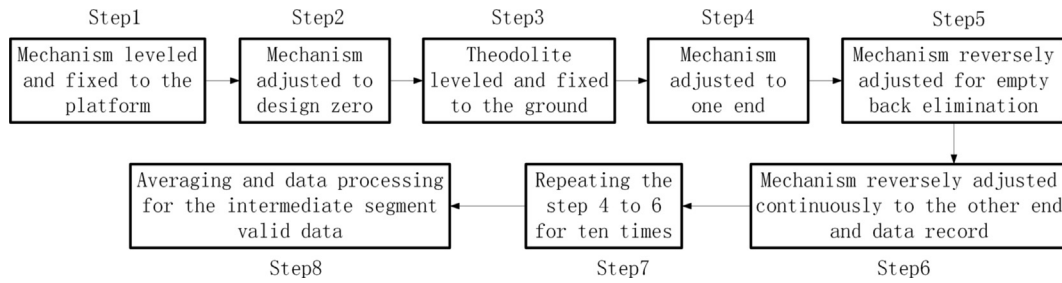 Step1
Mechanism leveled
and fixed to the
platform
Step2
Mechanism
adjusted to
design zero
Step3
Theodolite
leveled and fixed
to the ground
Step4
Mechanism
adjusted to
one end
Step5
Mechanism reversely
adjusted for empty
back elimination
Mechanism reversely adjusted
continuously to the other end
and data record
Step6
Repeating the
step 4 to 6
for ten times
Step7
Averaging and data processing
for the intermediate segment
valid data
Step8